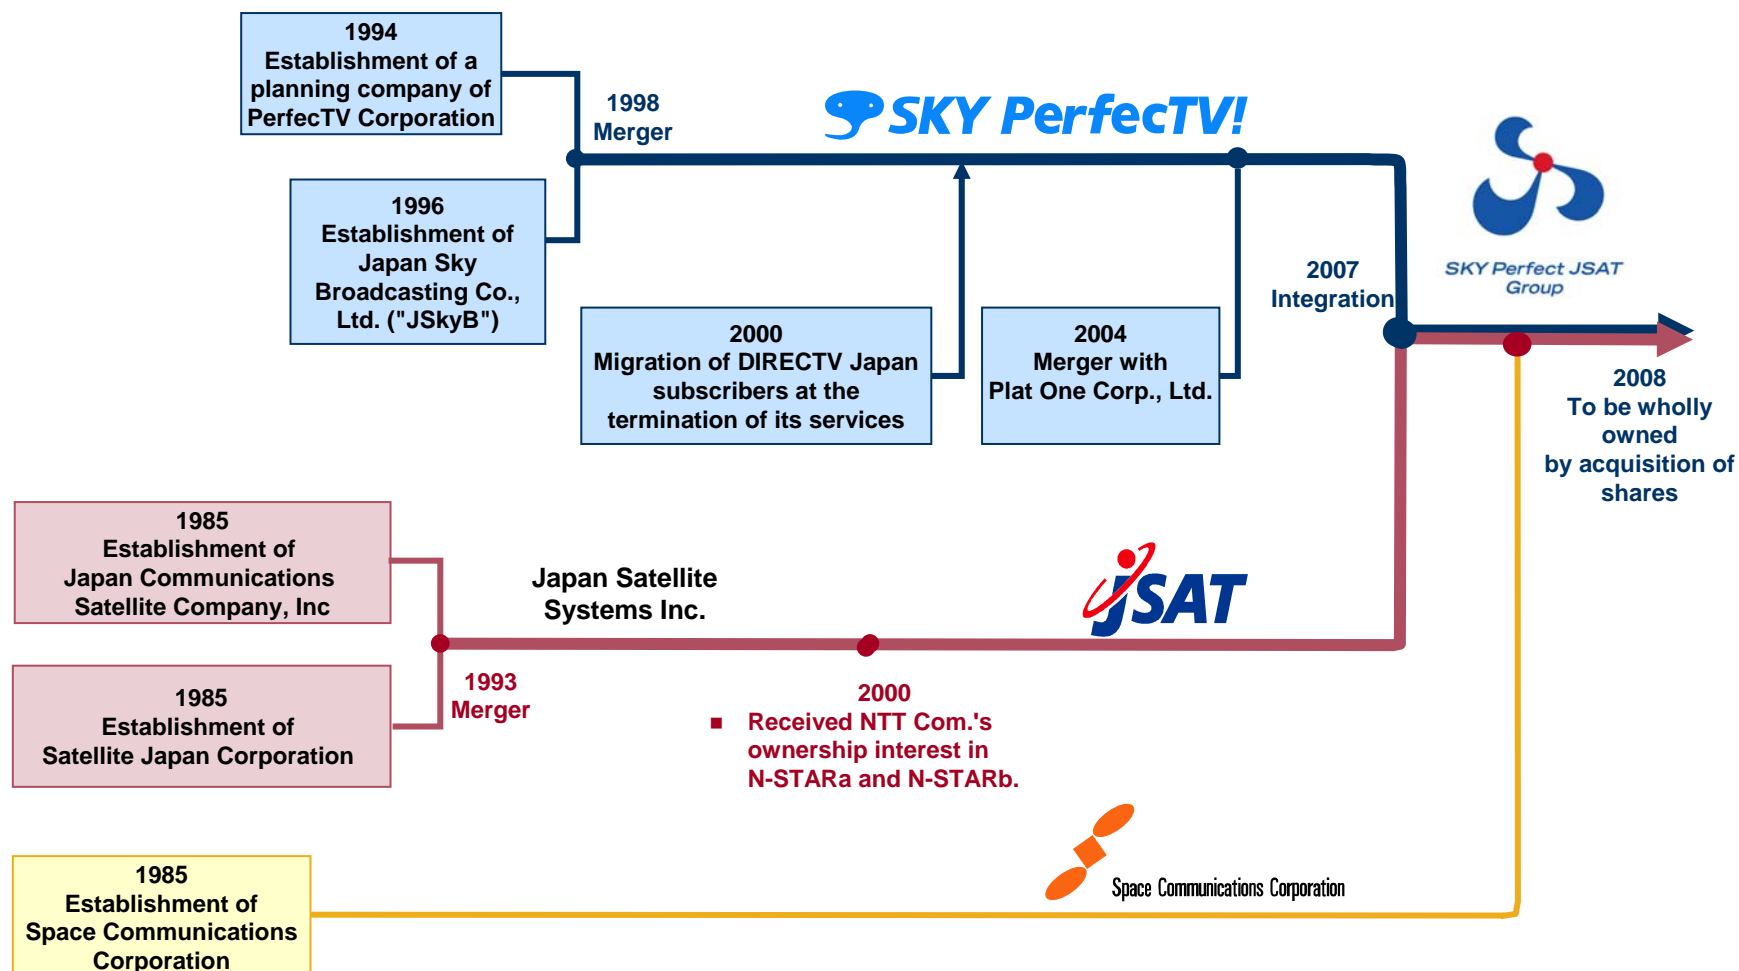 1994
Establishment of a
planning company of
PerfecTV Corporation
1998
Merger
SKY PerfecTV!
1996
Establishment of
Japan Sky
Broadcasting Co.,
Ltd. ("JSkyB")
2000
Migration of DIRECTV Japan
subscribers at the
termination of its services
2004
Merger with
Plat One Corp., Ltd.
2007
Integration
SKY Perfect JSAT
Group
2008
To be wholly
owned
by acquisition of
shares
1985
Establishment of
Japan Communications
Satellite Company, Inc
Japan Satellite
Systems Inc.
JSAT
1985
Establishment of
Satellite Japan Corporation
1993
Merger
2000
■ Received NTT Com.'s
ownership interest in
N-STARa and N-STARb.
Space Communications Corporation
1985
Establishment of
Space Communications
Corporation